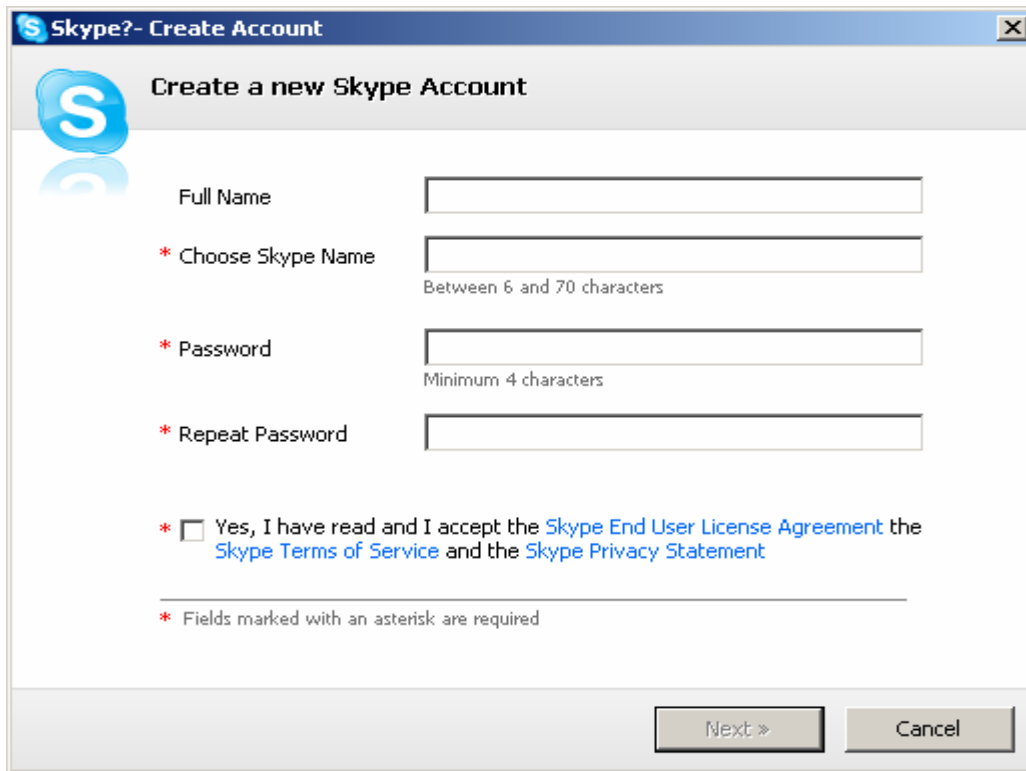 Skype?- Create Account
Create a new Skype Account
Full Name
* Choose Skype Name
Between 6 and 70 characters
* Password
Minimum 4 characters
* Repeat Password
* Yes, I have read and I accept the Skype End User License Agreement the
Skype Terms of Service and the Skype Privacy Statement
* Fields marked with an asterisk are required
Next »
Cancel